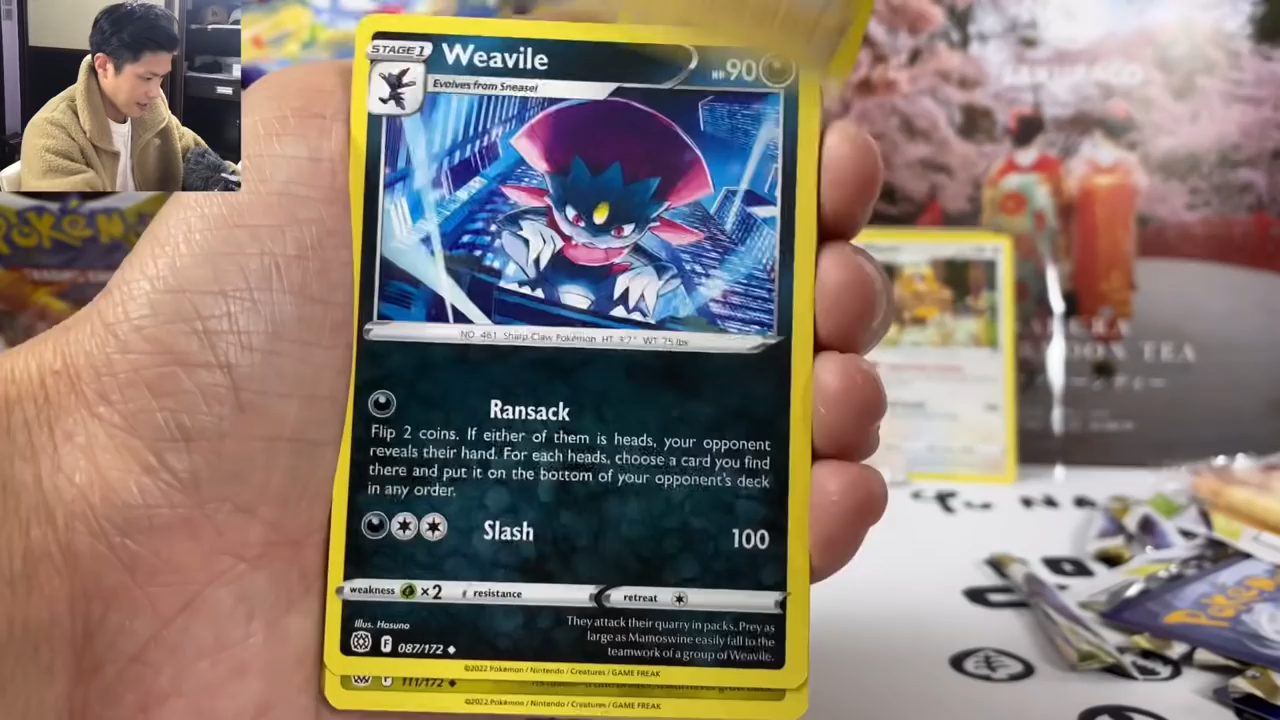 STAGE 1
Weavile
HP 90
Evolves from Sneasel
NO. 461 Sharp Claw Pokémon HT: 3'7" WT: 75 lbs
Ransack
Flip 2 coins. If either of them is heads, your opponent
reveals their hand. For each heads, choose a card you find
there and put it on the bottom of your opponent's deck
in any order.
Slash 100
weakness ×2 resistance retreat
Illus. Hasuno
They attack their quarry in packs. Prey as
large as Mamoswine easily fall to the
teamwork of a group of Weavile.
F 087/172
©2022 Pokémon / Nintendo / Creatures / GAME FREAK
F 111/172
©2022 Pokémon / Nintendo / Creatures / GAME FREAK
POKéMON
TEA